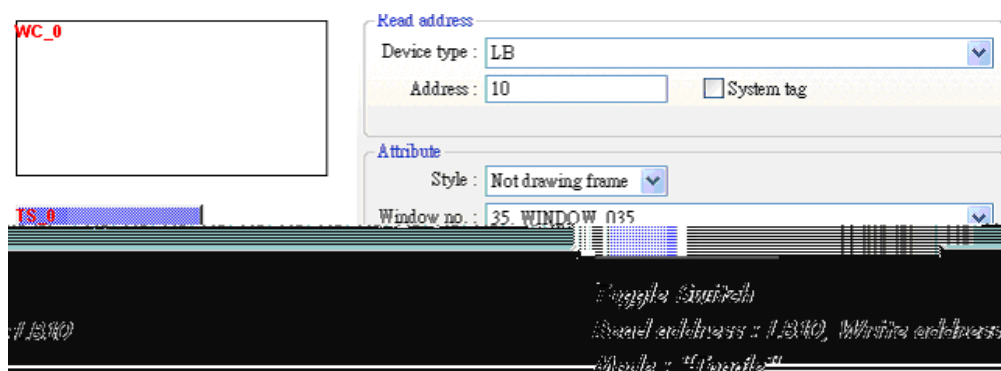 WC_0
Read address
Device type : LB
Address : 10
System tag
Attribute
Style : Not drawing frame
Window no. : 35. WINDOW_035
TS_0
Toggle Switch
: LB10
Read address : LB10, Write address
Mode : "Toggle"